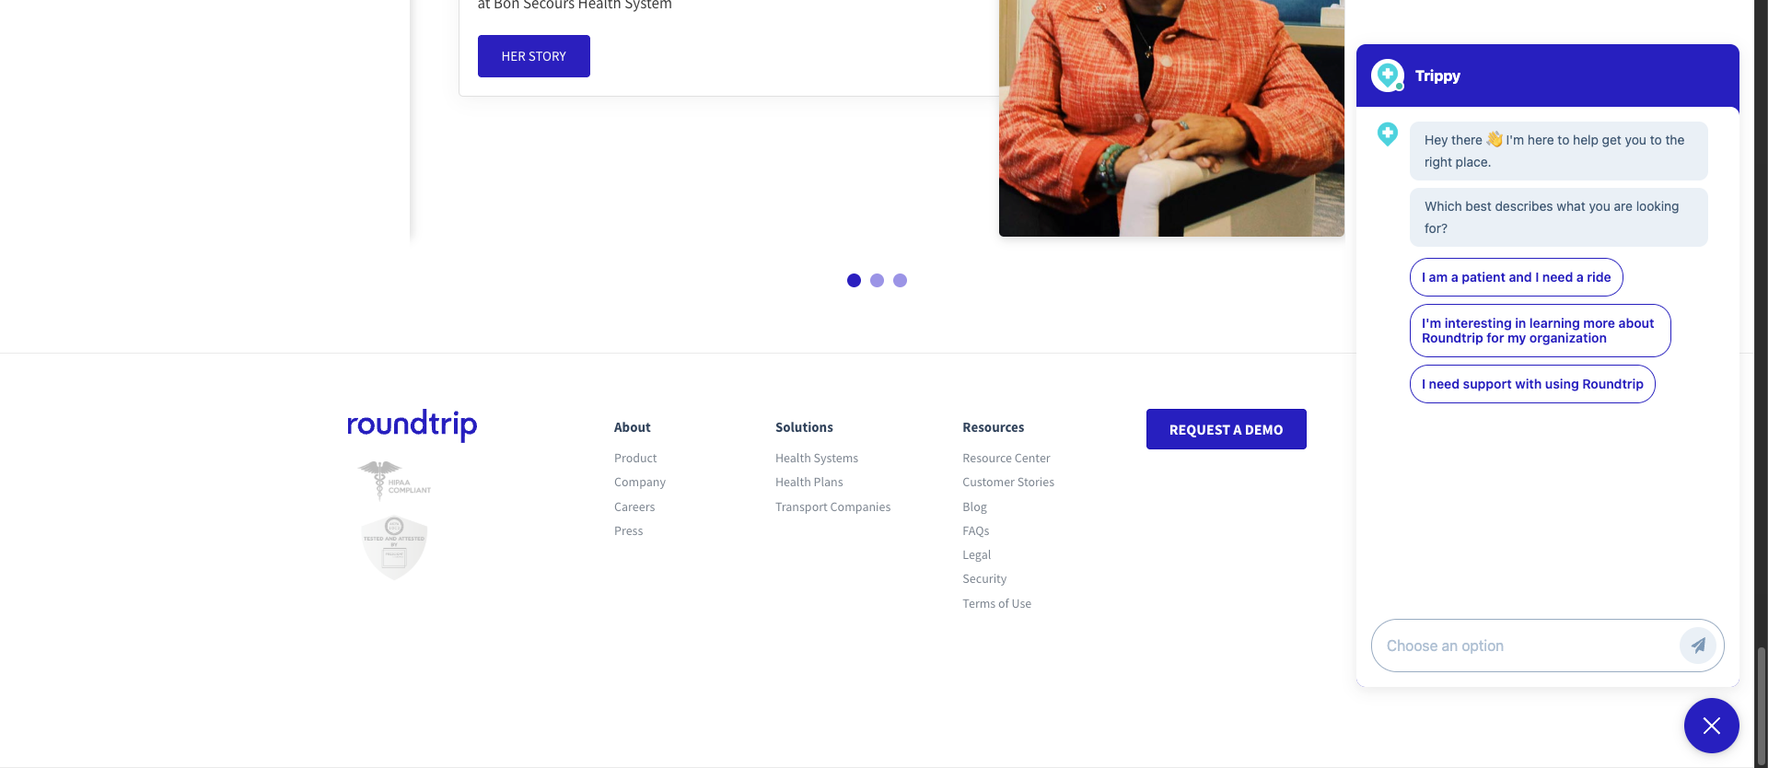 at Bon Secours Health System
HER STORY
Trippy
Hey there 👋 I'm here to help get you to the
right place.
Which best describes what you are looking
for?
I am a patient and I need a ride
I'm interesting in learning more about
Roundtrip for my organization
I need support with using Roundtrip
Choose an option
roundtrip
HIPAA
COMPLIANT
TESTED AND ATTESTED
BY
About
Product
Company
Careers
Press
Solutions
Health Systems
Health Plans
Transport Companies
Resources
Resource Center
Customer Stories
Blog
FAQs
Legal
Security
Terms of Use
REQUEST A DEMO